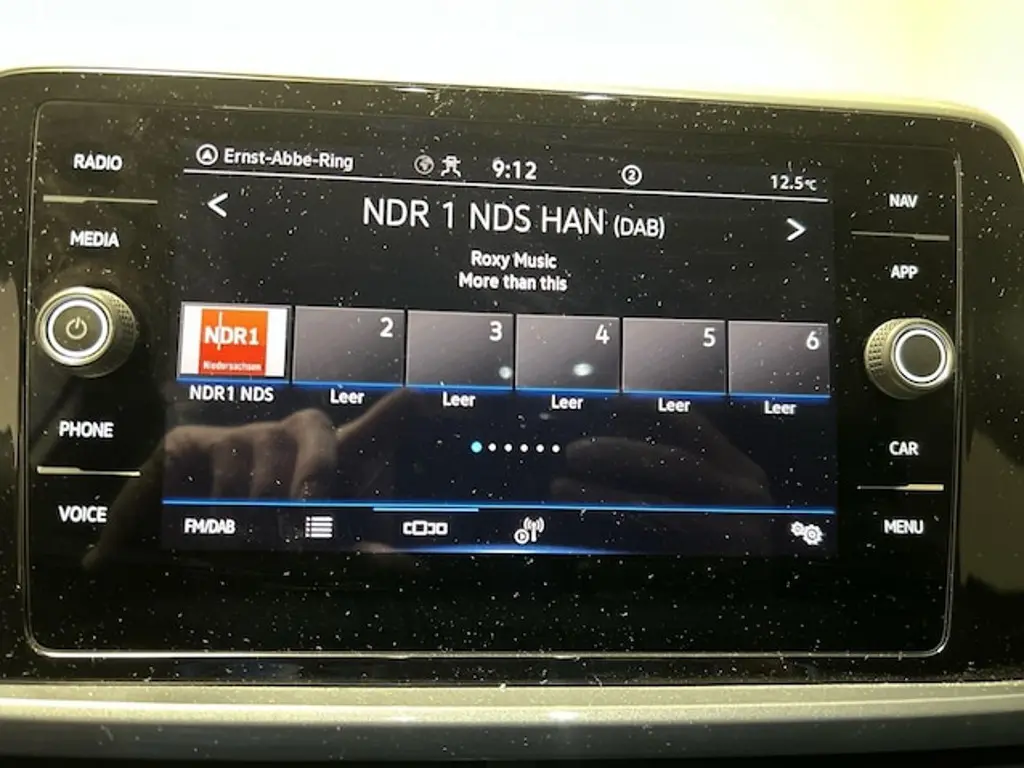 RADIO
MEDIA
PHONE
VOICE
Ernst-Abbe-Ring
9:12
2
12.5°C
NDR 1 NDS HAN (DAB)
Roxy Music
More than this
NDR1
Niedersachsen
2
3
4
5
6
NDR1 NDS
Leer
Leer
Leer
Leer
Leer
FM/DAB
NAV
APP
CAR
MENU